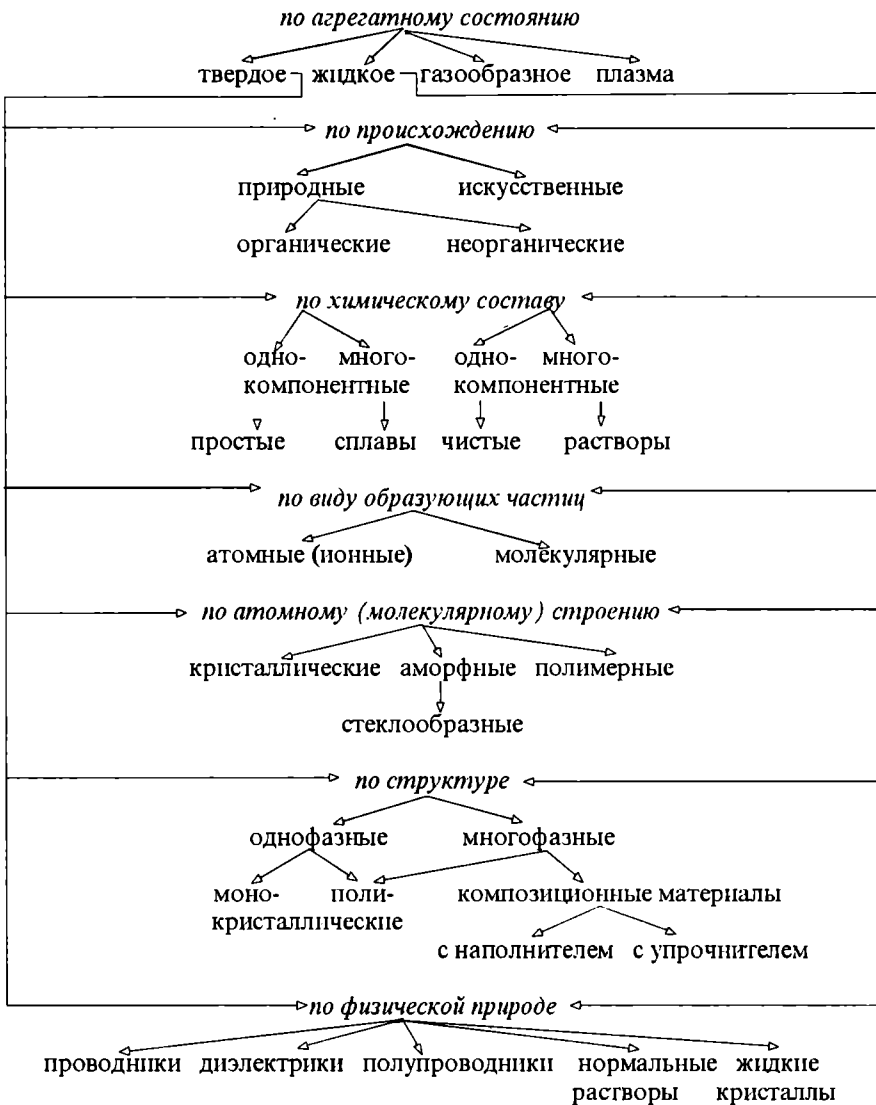 по агрегатному состоянию
твердое жидкое газообразное плазма
по происхождению
природные искусственные
органические неорганические
по химическому составу
одно- много- одно- много-
компонентные компонентные
простые сплавы чистые растворы
по виду образующих частиц
атомные (ионные) молекулярные
по атомному (молекулярному) строению
кристаллические аморфные полимерные
стеклообразные
по структуре
однофазные многофазные
моно- поли- композиционные материалы
кристаллические
с наполнителем с упрочнителем
по физической природе
проводники диэлектрики полупроводники нормальные жидкие
растворы кристаллы